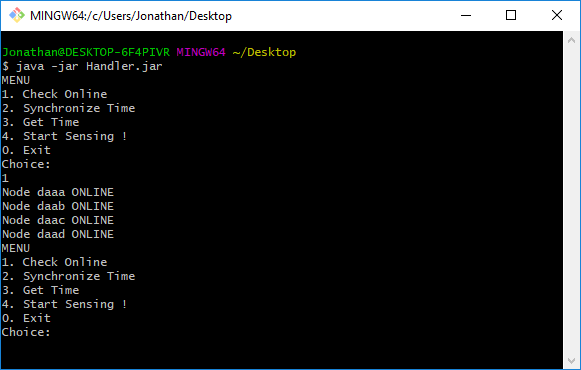 MINGW64:/c/Users/Jonathan/Desktop
Jonathan@DESKTOP-6F4PIVR MINGW64 ~/Desktop
$ java -jar Handler.jar
MENU
1. Check Online
2. Synchronize Time
3. Get Time
4. Start Sensing !
0. Exit
Choice:
1
Node daaa ONLINE
Node daab ONLINE
Node daac ONLINE
Node daad ONLINE
MENU
1. Check Online
2. Synchronize Time
3. Get Time
4. Start Sensing !
0. Exit
Choice: